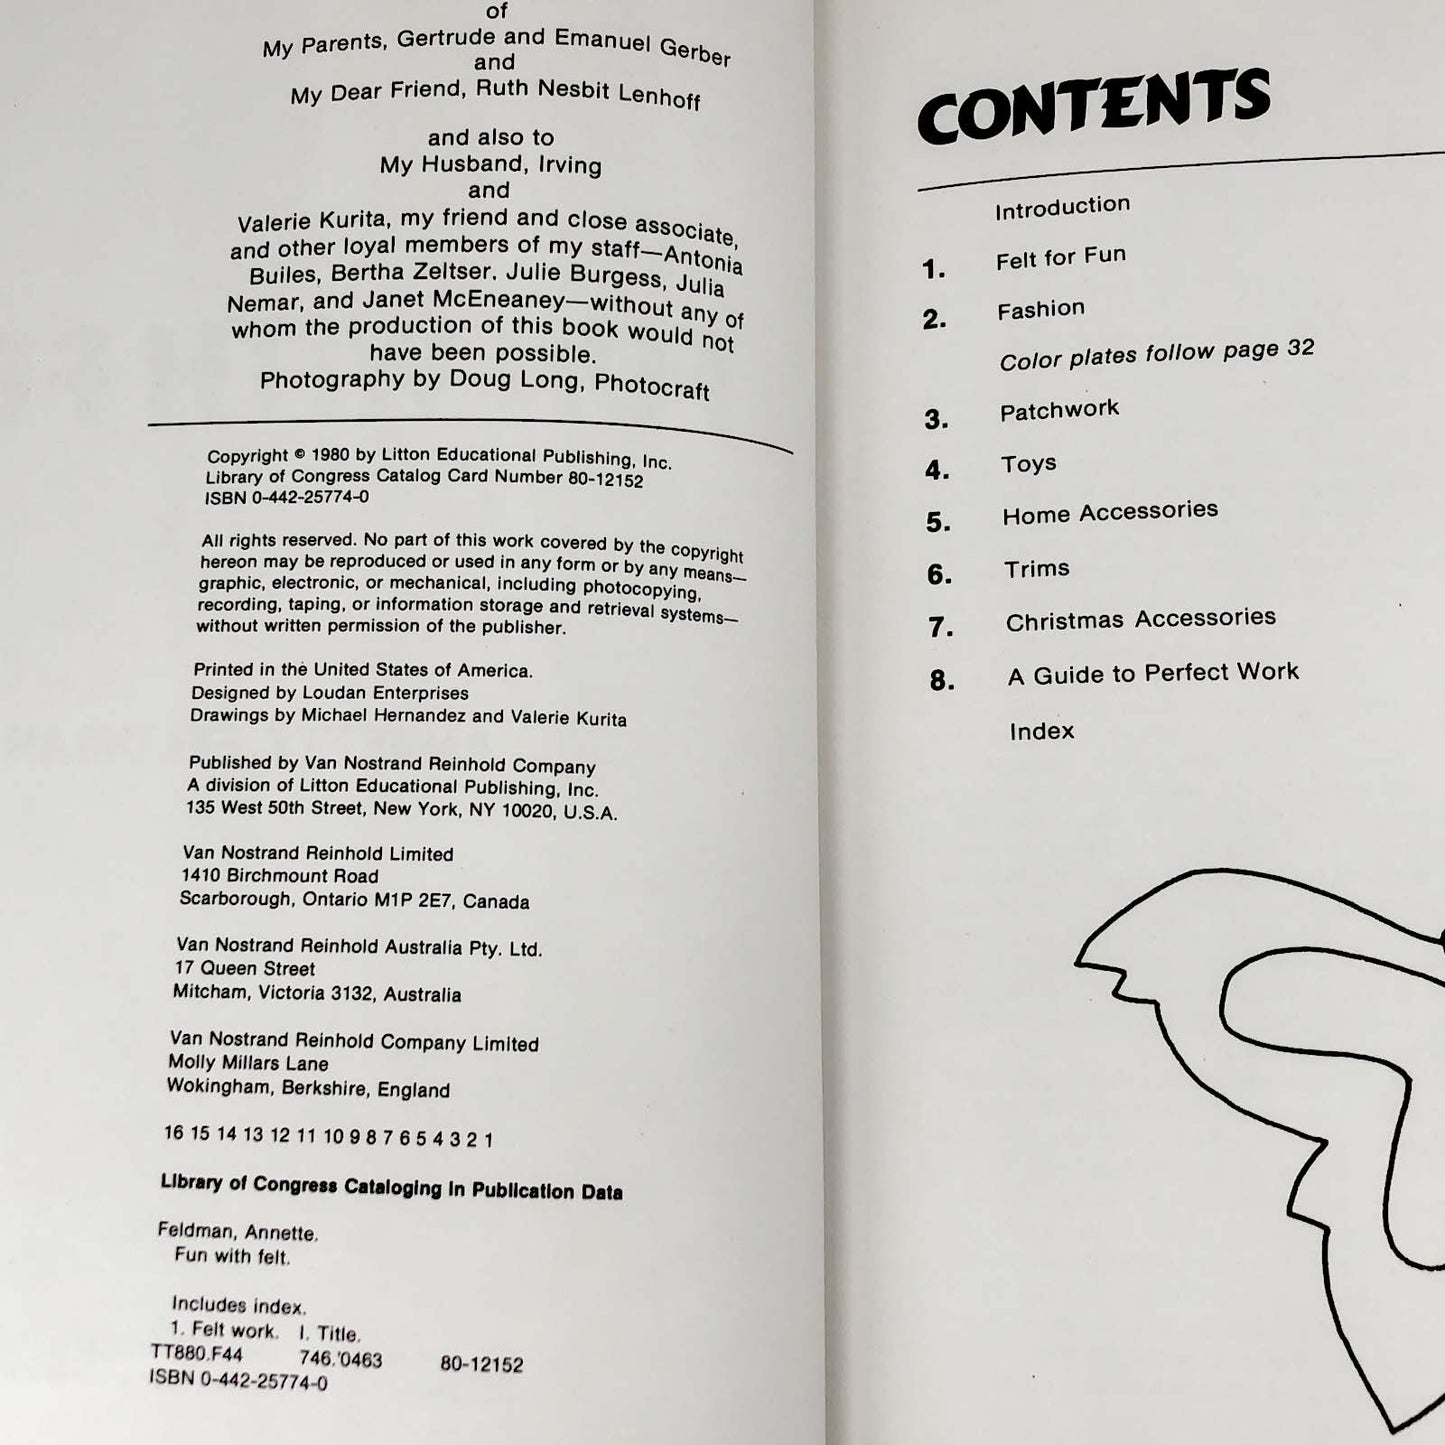 of
My Parents, Gertrude and Emanuel Gerber
and
My Dear Friend, Ruth Nesbit Lenhoff
and also to
My Husband, Irving
and
Valerie Kurita, my friend and close associate,
and other loyal members of my staff—Antonia
Builes, Bertha Zeltser, Julie Burgess, Julia
Nemar, and Janet McEneaney—without any of
whom the production of this book would not
have been possible.
Photography by Doug Long, Photocraft
Copyright © 1980 by Litton Educational Publishing, Inc.
Library of Congress Catalog Card Number 80-12152
ISBN 0-442-25774-0
All rights reserved. No part of this work covered by the copyright
hereon may be reproduced or used in any form or by any means—
graphic, electronic, or mechanical, including photocopying,
recording, taping, or information storage and retrieval systems—
without written permission of the publisher.
Printed in the United States of America.
Designed by Loudan Enterprises
Drawings by Michael Hernandez and Valerie Kurita
Published by Van Nostrand Reinhold Company
A division of Litton Educational Publishing, Inc.
135 West 50th Street, New York, NY 10020, U.S.A.
Van Nostrand Reinhold Limited
1410 Birchmount Road
Scarborough, Ontario M1P 2E7, Canada
Van Nostrand Reinhold Australia Pty. Ltd.
17 Queen Street
Mitcham, Victoria 3132, Australia
Van Nostrand Reinhold Company Limited
Molly Millars Lane
Wokingham, Berkshire, England
16 15 14 13 12 11 10 9 8 7 6 5 4 3 2 1
Library of Congress Cataloging in Publication Data
Feldman, Annette.
Fun with felt.
Includes index.
1. Felt work. I. Title.
TT880.F44 746.'0463 80-12152
ISBN 0-442-25774-0
CONTENTS
Introduction
1. Felt for Fun
2. Fashion
Color plates follow page 32
3. Patchwork
4. Toys
5. Home Accessories
6. Trims
7. Christmas Accessories
8. A Guide to Perfect Work
Index